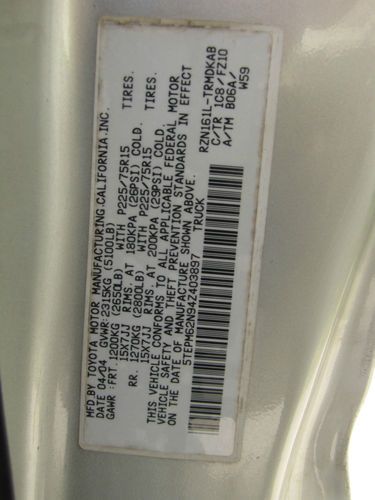 MFD.BY TOYOTA MOTOR MANUFACTURING,CALIFORNIA,INC.
DATE 04/04 GVWR:2315KG (5100LB)
GAWR :FRT.1200KG (2650LB) WITH P225/75R15 TIRES.
15X7JJ RIMS. AT 180KPA (26PSI) COLD.
RR. 1270KG (2800LB) WITH P225/75R15 TIRES.
15X7JJ RIMS. AT 200KPA (29PSI) COLD.
THIS VEHICLE CONFORMS TO ALL APPLICABLE FEDERAL MOTOR
VEHICLE SAFETY AND THEFT PREVENTION STANDARDS IN EFFECT
ON THE DATE OF MANUFACTURE SHOWN ABOVE.
5TEPM62N94Z403897 TRUCK
RZN161L-TRMDKAB
C/TR 1C8/FZ10
A/TM B06A/
W59